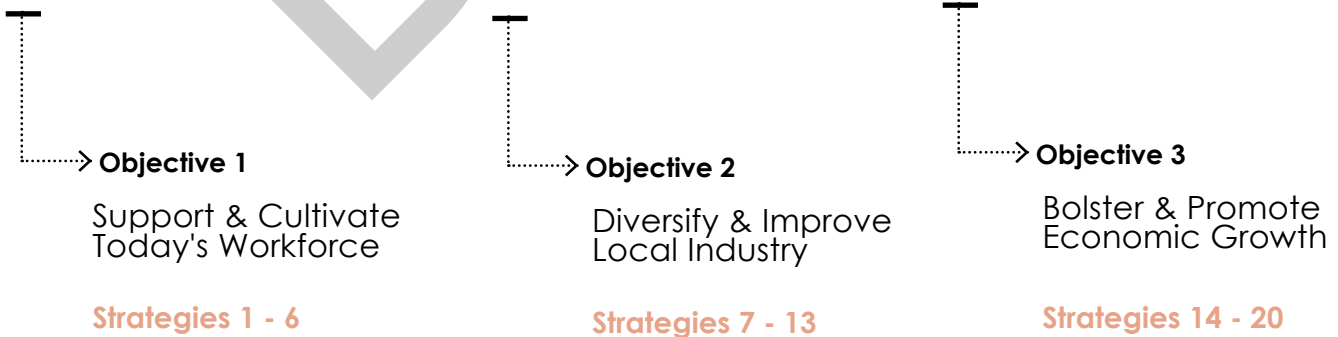 Objective 1
Support & Cultivate
Today's Workforce
Strategies 1 - 6
Objective 2
Diversify & Improve
Local Industry
Strategies 7 - 13
Objective 3
Bolster & Promote
Economic Growth
Strategies 14 - 20